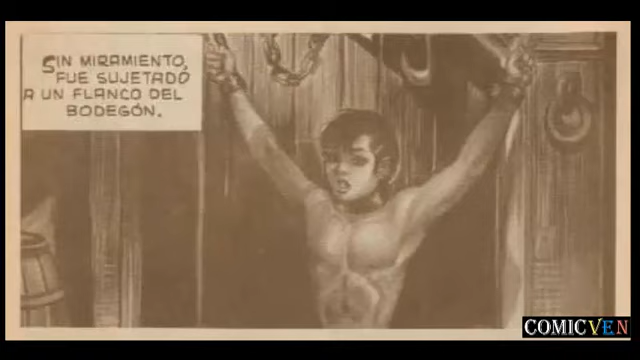 SIN MIRAMIENTO,
FUE SUJETADO
A UN FLANCO DEL
BODEGÓN.
COMICVEN